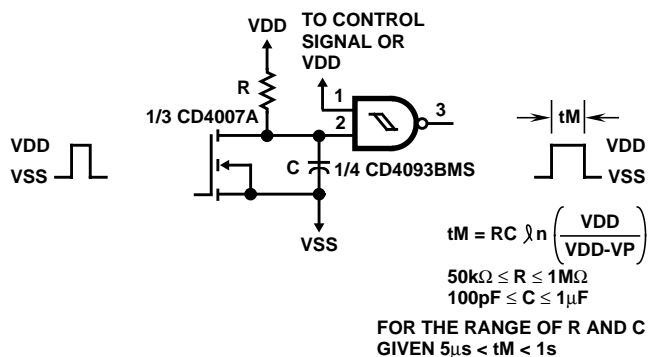 VDD
TO CONTROL
SIGNAL OR
VDD
R
1
3
1/3 CD4007A
2
tM
VDD
VSS
C
1/4 CD4093BMS
VDD
VSS
VSS
tM = RC ln (VDD / VDD-VP)
50kΩ ≤ R ≤ 1MΩ
100pF ≤ C ≤ 1μF
FOR THE RANGE OF R AND C
GIVEN 5μs < tM < 1s